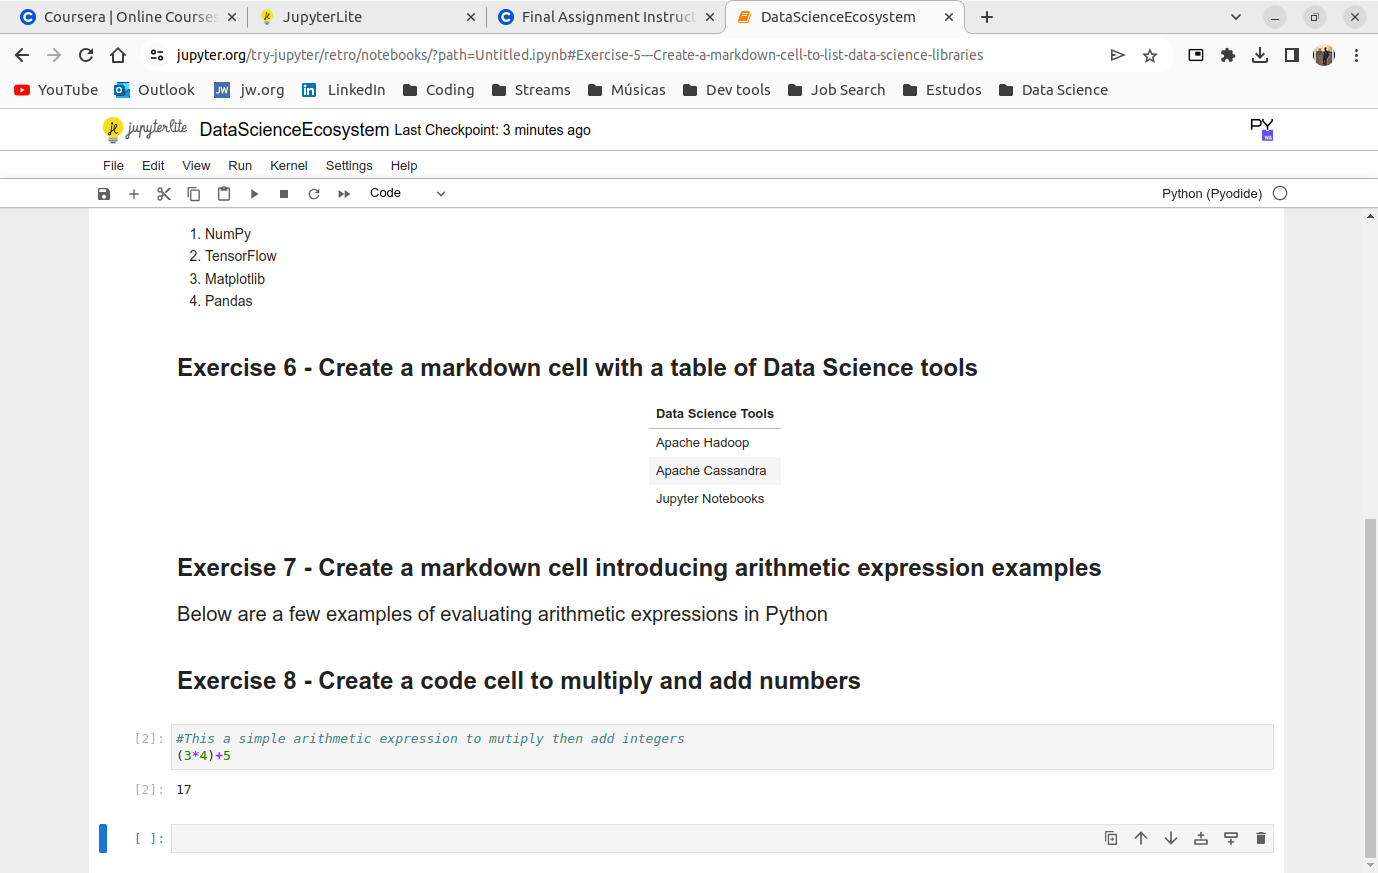 Coursera | Online Courses
JupyterLite
Final Assignment Instruct
DataScienceEcosystem
jupyter.org/try-jupyter/retro/notebooks/?path=Untitled.ipynb#Exercise-5---Create-a-markdown-cell-to-list-data-science-libraries
YouTube Outlook JW jw.org LinkedIn Coding Streams Músicas Dev tools Job Search Estudos Data Science
jupyterlite DataScienceEcosystem Last Checkpoint: 3 minutes ago
PY
WA
File Edit View Run Kernel Settings Help
Code Python (Pyodide)
1. NumPy
2. TensorFlow
3. Matplotlib
4. Pandas
Exercise 6 - Create a markdown cell with a table of Data Science tools
Data Science Tools
Apache Hadoop
Apache Cassandra
Jupyter Notebooks
Exercise 7 - Create a markdown cell introducing arithmetic expression examples
Below are a few examples of evaluating arithmetic expressions in Python
Exercise 8 - Create a code cell to multiply and add numbers
[2]: #This a simple arithmetic expression to mutiply then add integers
(3*4)+5
[2]: 17
[ ]: